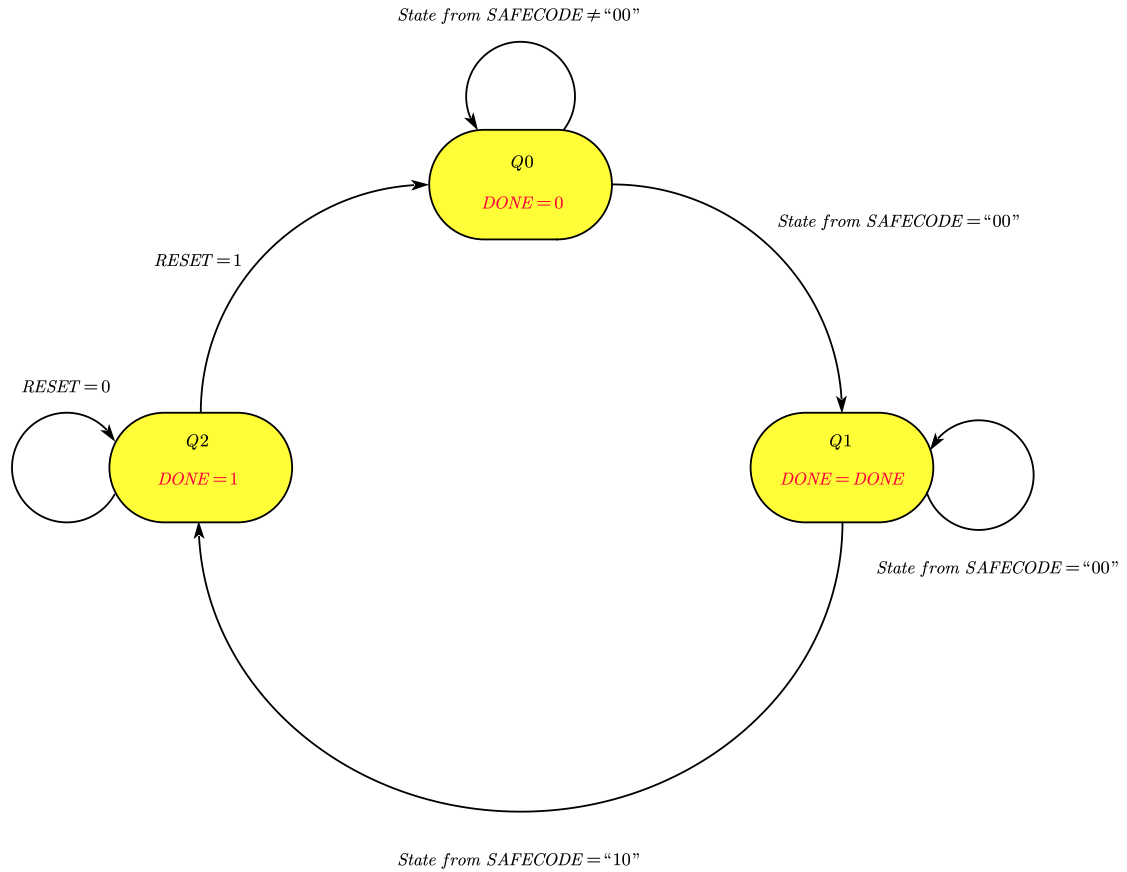 State from SAFECODE ≠ “00”
Q0
DONE = 0
State from SAFECODE = “00”
RESET = 1
RESET = 0
Q2
DONE = 1
Q1
DONE = DONE
State from SAFECODE = “00”
State from SAFECODE = “10”